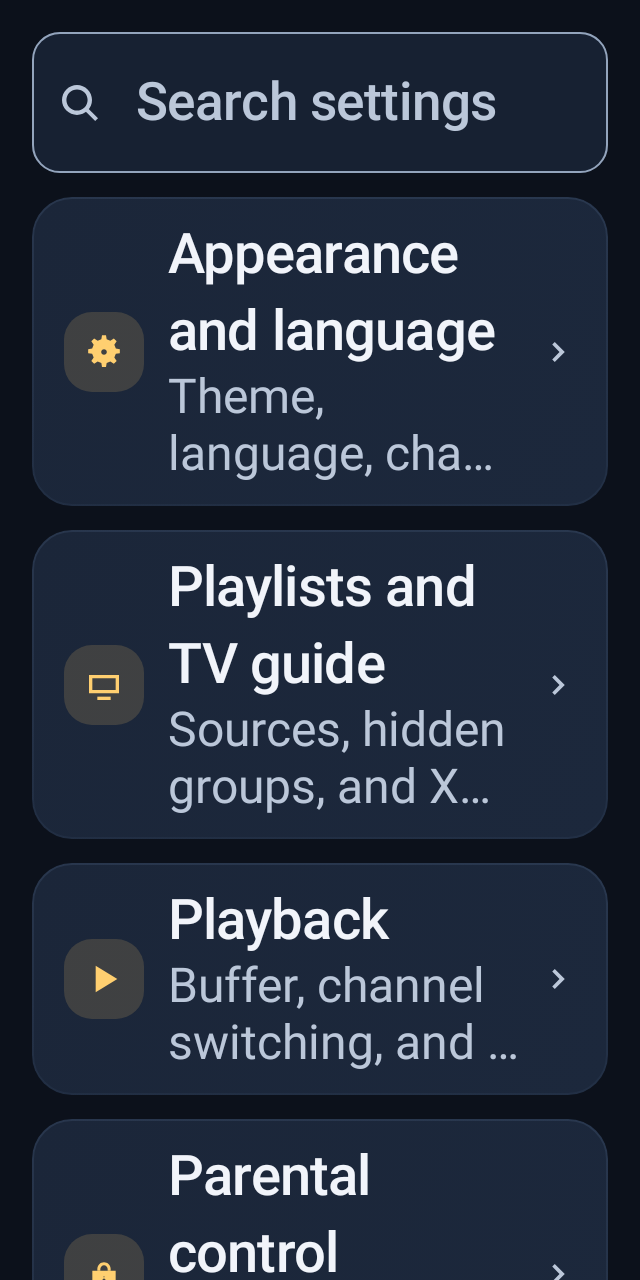 Search settings
Appearance
and language
Theme,
language, cha...
Playlists and
TV guide
Sources, hidden
groups, and X...
Playback
Buffer, channel
switching, and ...
Parental
control